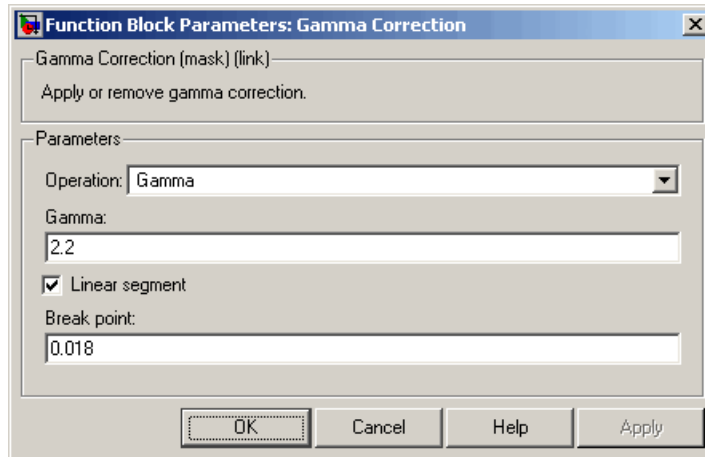 Function Block Parameters: Gamma Correction
Gamma Correction (mask) (link)
Apply or remove gamma correction.
Parameters
Operation: Gamma
Gamma:
2.2
Linear segment
Break point:
0.018
OK Cancel Help Apply